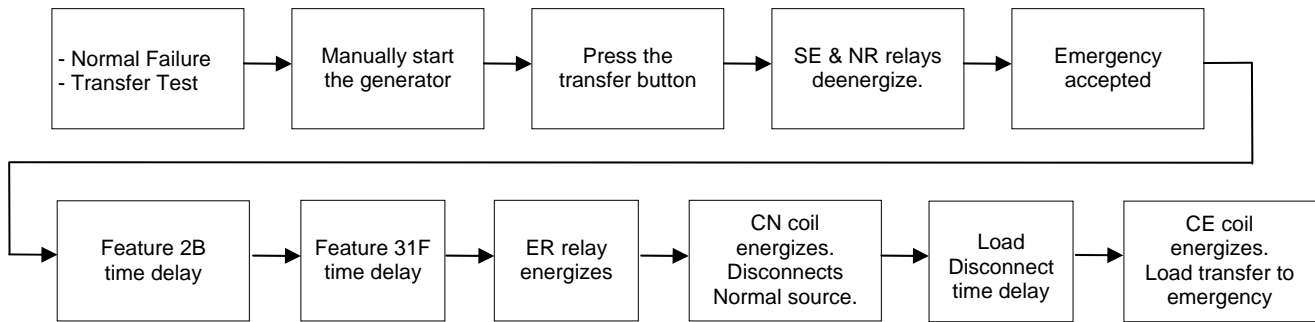 - Normal Failure
- Transfer Test
Manually start
the generator
Press the
transfer button
SE & NR relays
deenergize.
Emergency
accepted
Feature 2B
time delay
Feature 31F
time delay
ER relay
energizes
CN coil
energizes.
Disconnects
Normal source.
Load
Disconnect
time delay
CE coil
energizes.
Load transfer to
emergency